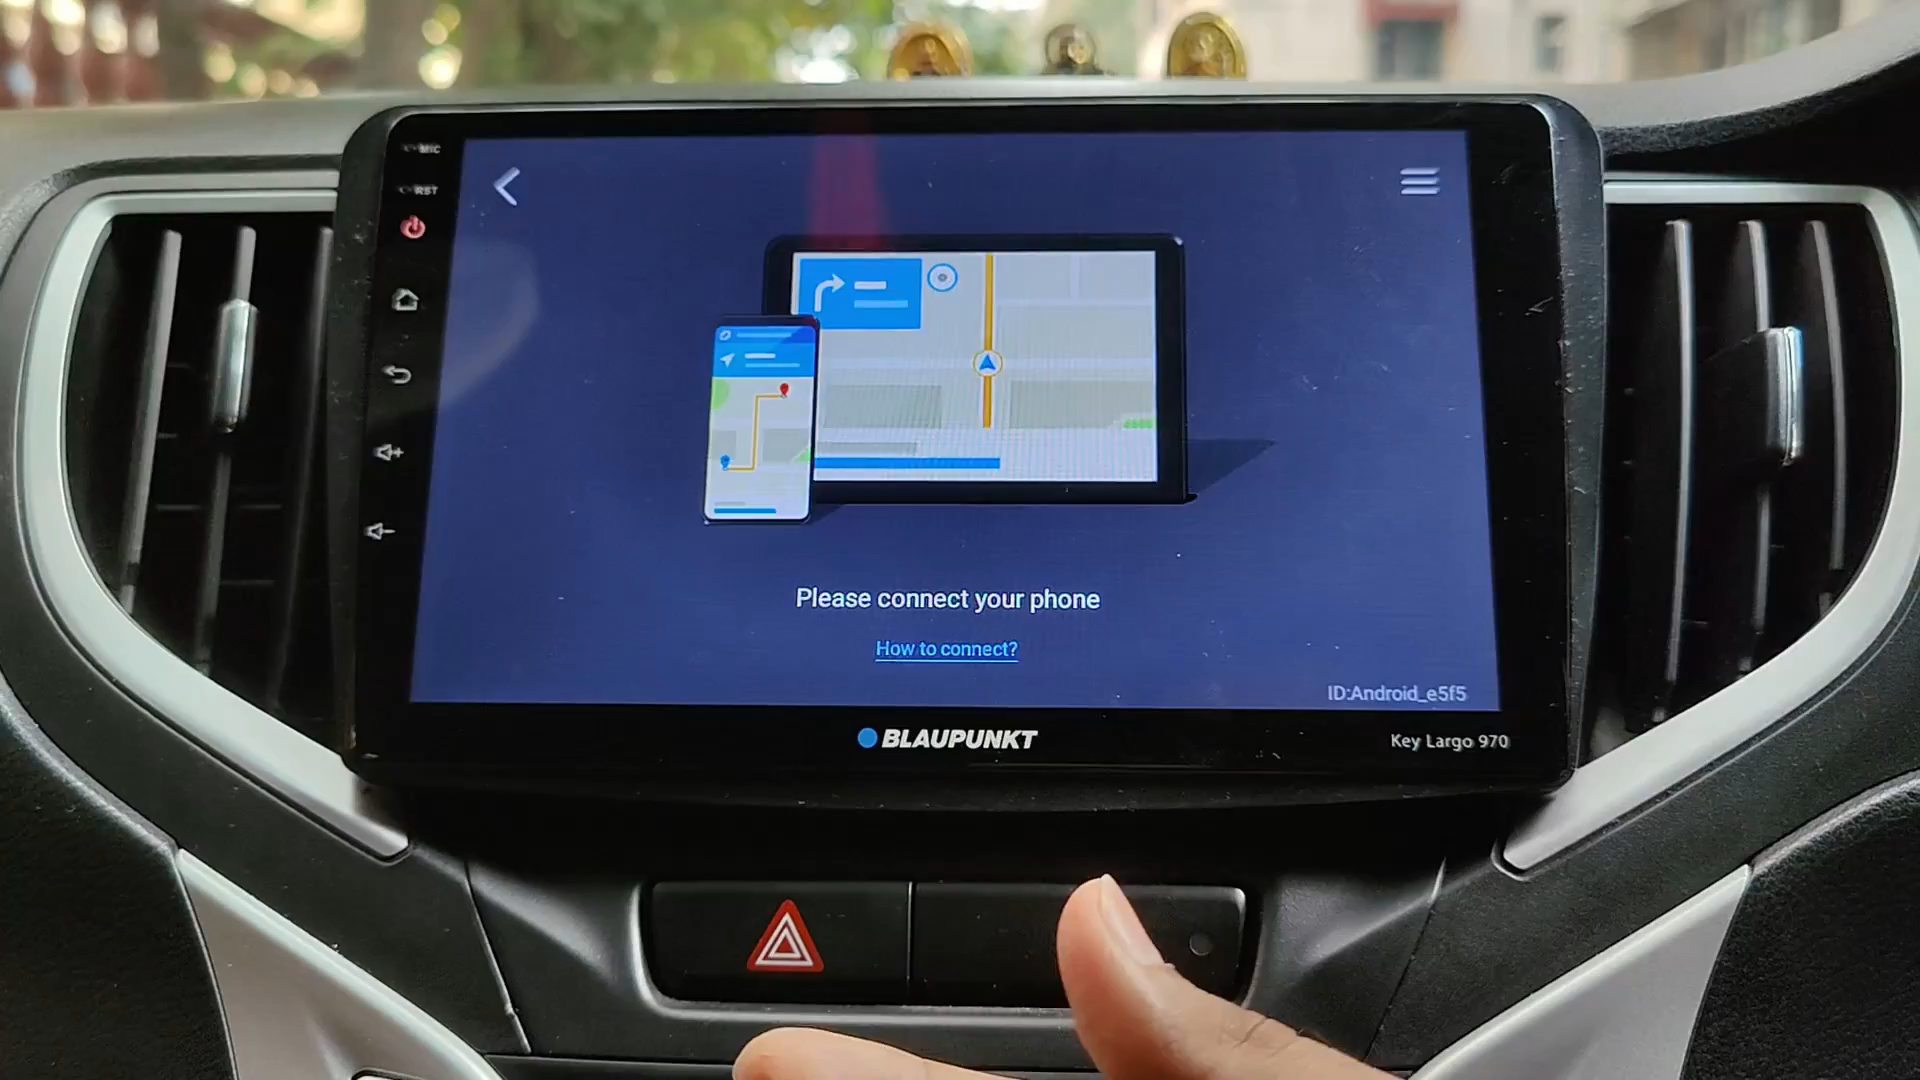 MIC
RST
Please connect your phone
How to connect?
ID:Android_e5f5
BLAUPUNKT
Key Largo 970